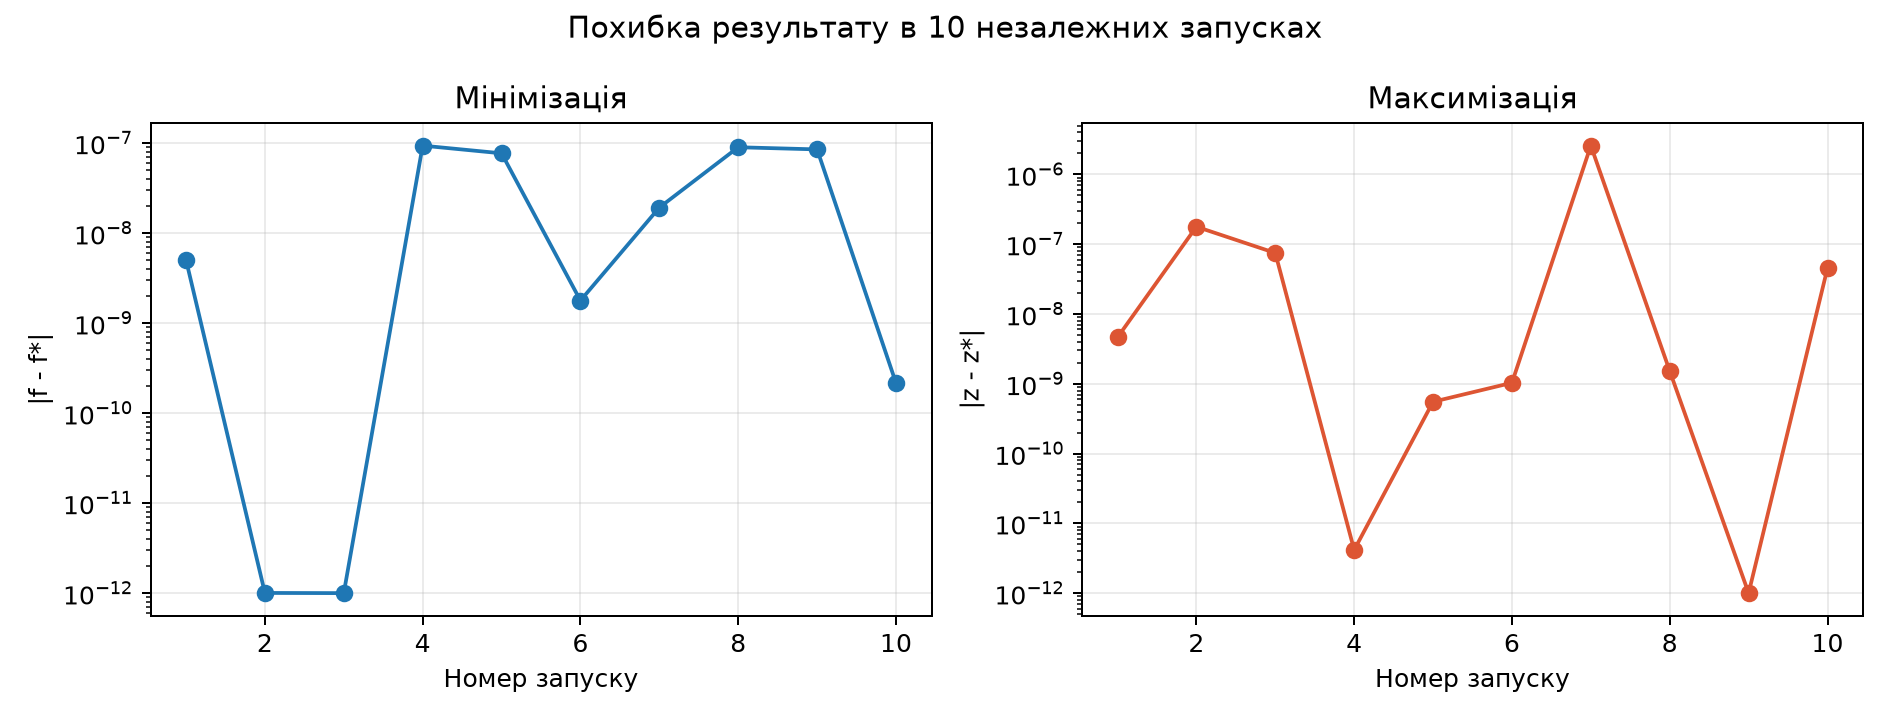 Похибка результату в 10 незалежних запусках
Мінімізація
10⁻⁷
10⁻⁸
10⁻⁹
10⁻¹⁰
10⁻¹¹
10⁻¹²
|f - f*|
2 4 6 8 10
Номер запуску
Максимізація
10⁻⁶
10⁻⁷
10⁻⁸
10⁻⁹
10⁻¹⁰
10⁻¹¹
10⁻¹²
|z - z*|
2 4 6 8 10
Номер запуску